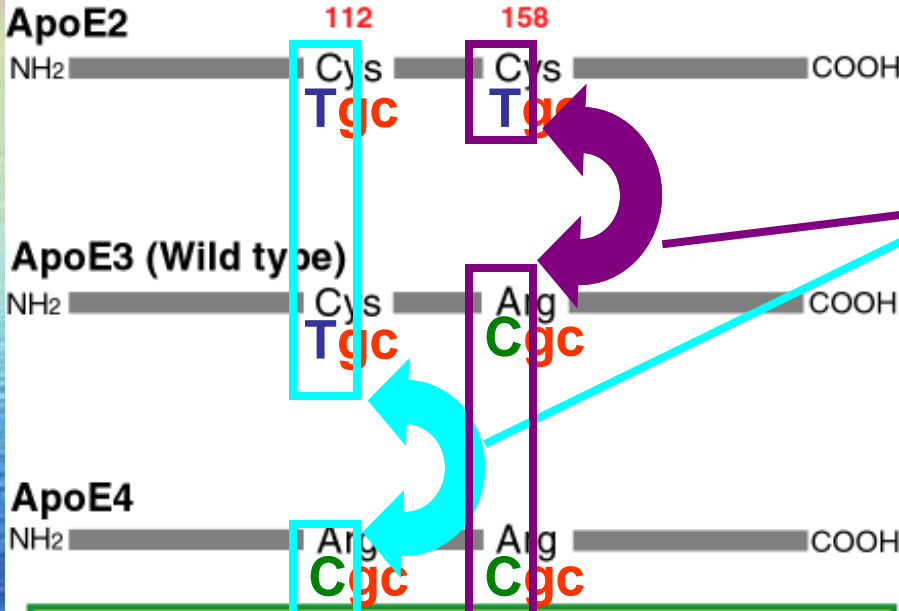 ApoE2 112 158
NH2 Cys Cys COOH
Tgc Tgc
ApoE3 (Wild type)
NH2 Cys Arg COOH
Tgc Cgc
ApoE4
NH2 Arg Arg COOH
Cgc Cgc